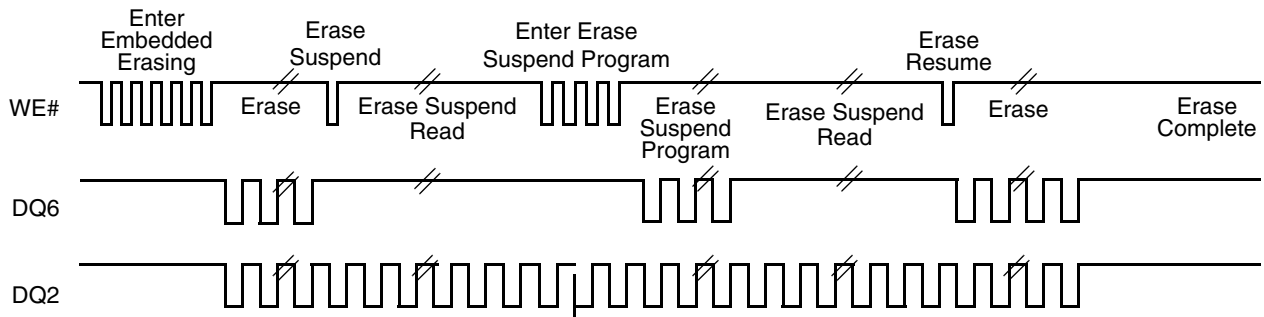 Enter
Embedded
Erasing
Erase
Suspend
Enter Erase
Suspend Program
Erase
Resume
WE#
Erase
Erase Suspend
Read
Erase
Suspend
Program
Erase Suspend
Read
Erase
Erase
Complete
DQ6
DQ2